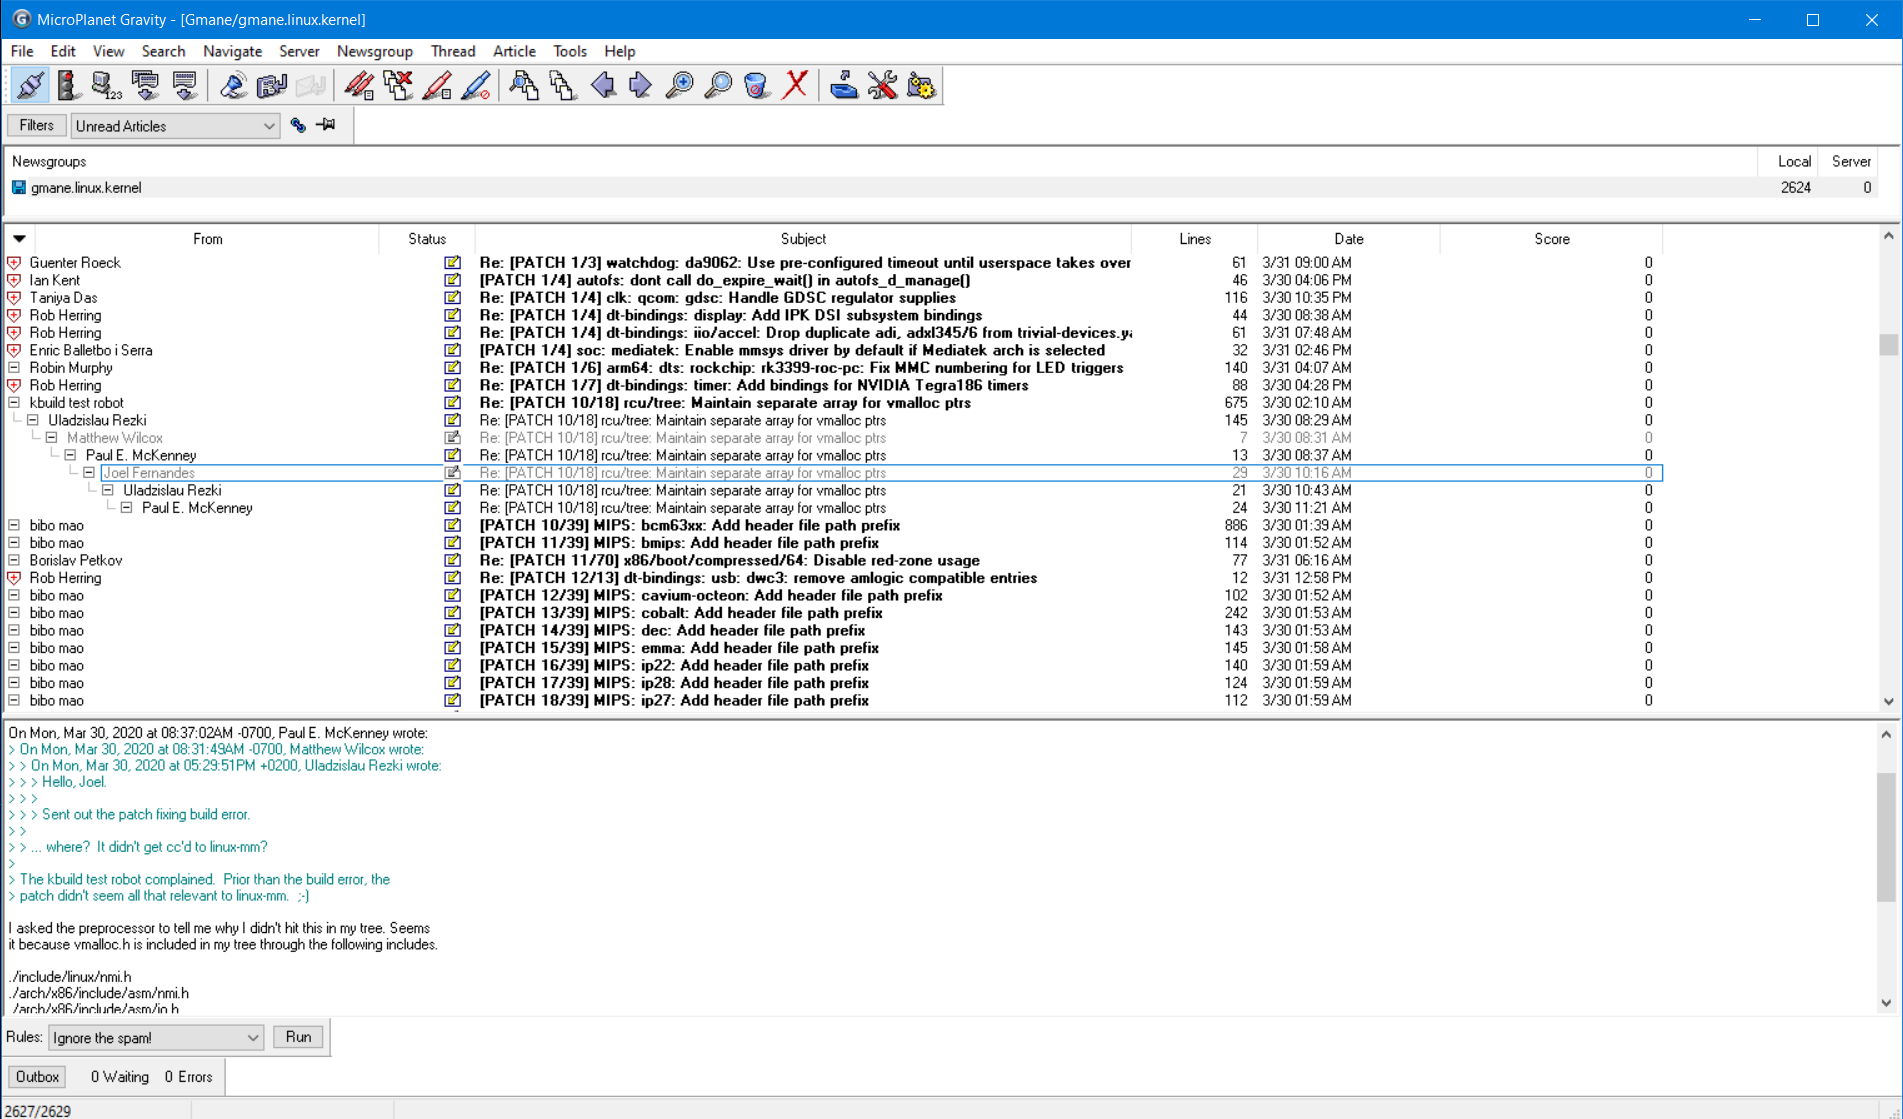 MicroPlanet Gravity - [Gmane/gmane.linux.kernel]
File Edit View Search Navigate Server Newsgroup Thread Article Tools Help
123
Filters Unread Articles
Newsgroups Local Server
gmane.linux.kernel 2624 0
From Status Subject Lines Date Score
Guenter Roeck Re: [PATCH 1/3] watchdog: da9062: Use pre-configured timeout until userspace takes over 61 3/31 09:00 AM 0
Ian Kent [PATCH 1/4] autofs: dont call do_expire_wait() in autofs_d_manage() 46 3/30 04:06 PM 0
Taniya Das Re: [PATCH 1/4] clk: qcom: gdsc: Handle GDSC regulator supplies 116 3/30 10:35 PM 0
Rob Herring Re: [PATCH 1/4] dt-bindings: display: Add IPK DSI subsystem bindings 44 3/30 08:38 AM 0
Rob Herring Re: [PATCH 1/4] dt-bindings: iio/accel: Drop duplicate adi, adxl345/6 from trivial-devices.ya 61 3/31 07:48 AM 0
Enric Balletbo i Serra [PATCH 1/4] soc: mediatek: Enable mmsys driver by default if Mediatek arch is selected 32 3/31 02:46 PM 0
Robin Murphy Re: [PATCH 1/6] arm64: dts: rockchip: rk3399-roc-pc: Fix MMC numbering for LED triggers 140 3/31 04:07 AM 0
Rob Herring Re: [PATCH 1/7] dt-bindings: timer: Add bindings for NVIDIA Tegra186 timers 88 3/30 04:28 PM 0
kbuild test robot Re: [PATCH 10/18] rcu/tree: Maintain separate array for vmalloc ptrs 675 3/30 02:10 AM 0
Uladzislau Rezki Re: [PATCH 10/18] rcu/tree: Maintain separate array for vmalloc ptrs 145 3/30 08:29 AM 0
Matthew Wilcox Re: [PATCH 10/18] rcu/tree: Maintain separate array for vmalloc ptrs 7 3/30 08:31 AM 0
Paul E. McKenney Re: [PATCH 10/18] rcu/tree: Maintain separate array for vmalloc ptrs 13 3/30 08:37 AM 0
Joel Fernandes Re: [PATCH 10/18] rcu/tree: Maintain separate array for vmalloc ptrs 29 3/30 10:16 AM 0
Uladzislau Rezki Re: [PATCH 10/18] rcu/tree: Maintain separate array for vmalloc ptrs 21 3/30 10:43 AM 0
Paul E. McKenney Re: [PATCH 10/18] rcu/tree: Maintain separate array for vmalloc ptrs 24 3/30 11:21 AM 0
bibo mao [PATCH 10/39] MIPS: bcm63xx: Add header file path prefix 886 3/30 01:39 AM 0
bibo mao [PATCH 11/39] MIPS: bmips: Add header file path prefix 114 3/30 01:52 AM 0
Borislav Petkov Re: [PATCH 11/70] x86/boot/compressed/64: Disable red-zone usage 77 3/31 06:16 AM 0
Rob Herring Re: [PATCH 12/13] dt-bindings: usb: dwc3: remove amlogic compatible entries 12 3/31 12:58 PM 0
bibo mao [PATCH 12/39] MIPS: cavium-octeon: Add header file path prefix 102 3/30 01:52 AM 0
bibo mao [PATCH 13/39] MIPS: cobalt: Add header file path prefix 242 3/30 01:53 AM 0
bibo mao [PATCH 14/39] MIPS: dec: Add header file path prefix 143 3/30 01:53 AM 0
bibo mao [PATCH 15/39] MIPS: emma: Add header file path prefix 145 3/30 01:58 AM 0
bibo mao [PATCH 16/39] MIPS: ip22: Add header file path prefix 140 3/30 01:59 AM 0
bibo mao [PATCH 17/39] MIPS: ip28: Add header file path prefix 124 3/30 01:59 AM 0
bibo mao [PATCH 18/39] MIPS: ip27: Add header file path prefix 112 3/30 01:59 AM 0
On Mon, Mar 30, 2020 at 08:37:02AM -0700, Paul E. McKenney wrote:
> On Mon, Mar 30, 2020 at 08:31:49AM -0700, Matthew Wilcox wrote:
> > On Mon, Mar 30, 2020 at 05:29:51PM +0200, Uladzislau Rezki wrote:
> > > Hello, Joel.
> > >
> > > Sent out the patch fixing build error.
> >
> > ... where?  It didn't get cc'd to linux-mm?
>
> The kbuild test robot complained.  Prior than the build error, the
> patch didn't seem all that relevant to linux-mm.  ;-)
I asked the preprocessor to tell me why I didn't hit this in my tree. Seems
it because vmalloc.h is included in my tree through the following includes.
./include/linux/nmi.h
./arch/x86/include/asm/nmi.h
./arch/x86/include/asm/io.h
Rules: Ignore the spam! Run
Outbox 0 Waiting 0 Errors
2627/2629